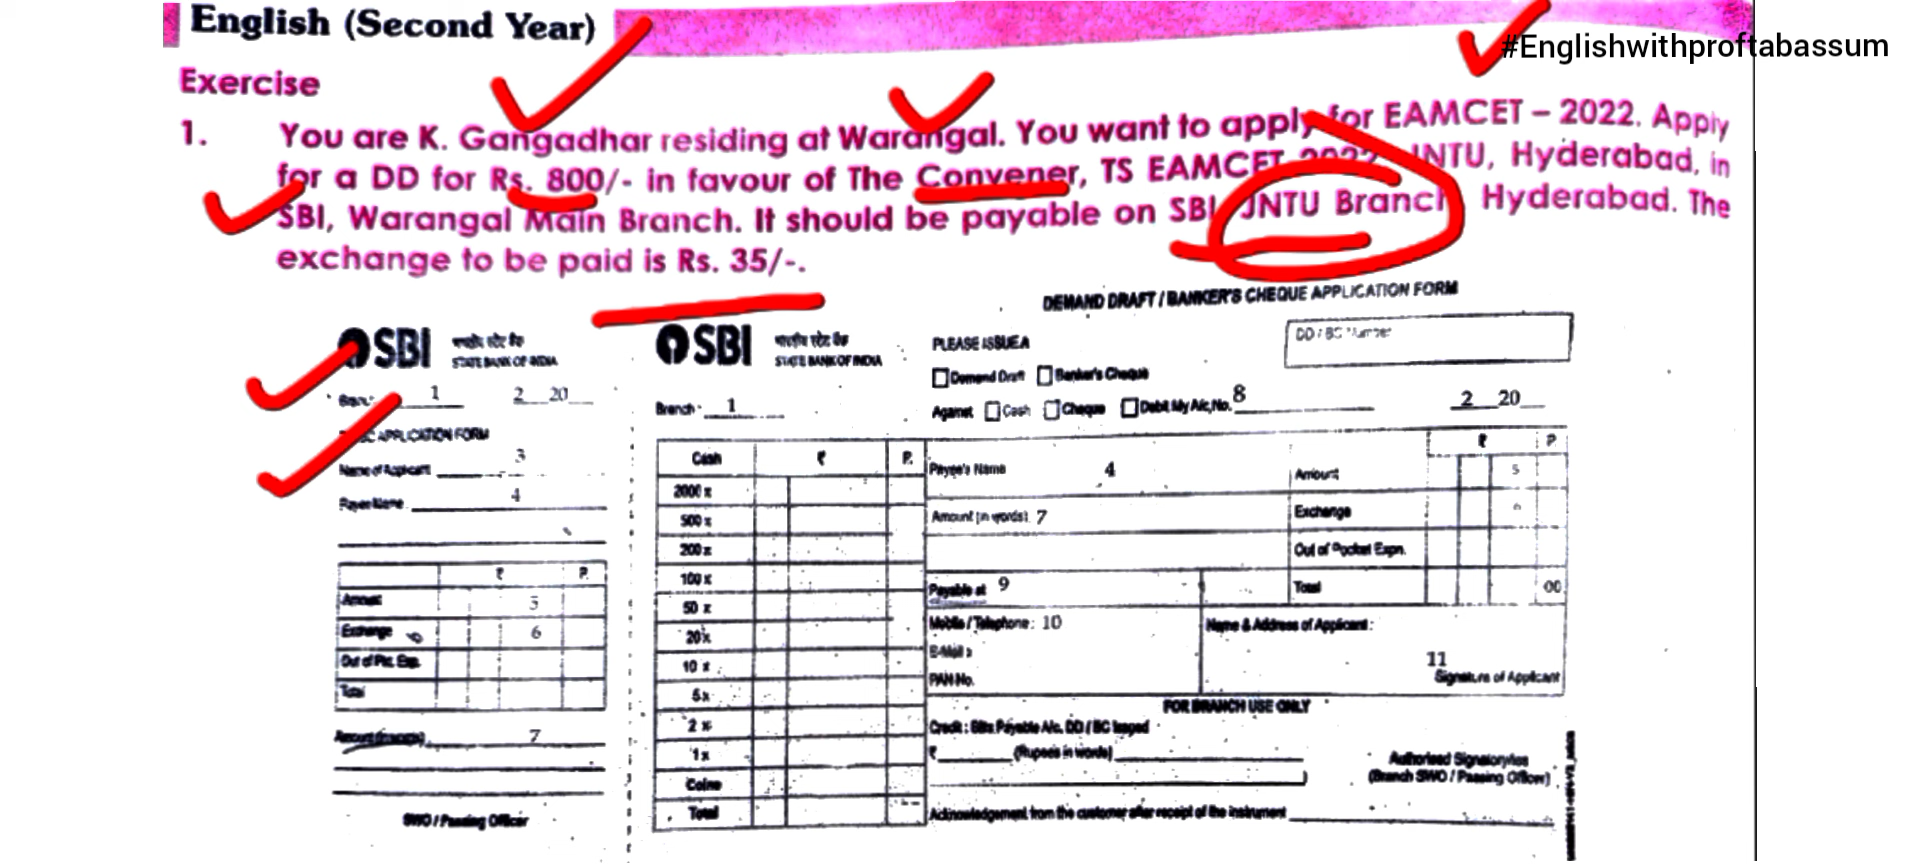 English (Second Year)
#Englishwithproftabassum
Exercise
1. You are K. Gangadhar residing at Warangal. You want to apply for EAMCET – 2022. Apply
for a DD for Rs. 800/- in favour of The Convener, TS EAMCET 2022, JNTU, Hyderabad, in
SBI, Warangal Main Branch. It should be payable on SBI JNTU Branch Hyderabad. The
exchange to be paid is Rs. 35/-.
DEMAND DRAFT / BANKER'S CHEQUE APPLICATION FORM
SBI भारतीय स्टेट बैंक
STATE BANK OF INDIA
1 2 20
APPLICATION FORM
Name of Applicant 3
4
₹ P.
Amount 5
Exchange 6
Out of Pkt. Exp.
Total
7
SWO / Passing Officer
SBI भारतीय स्टेट बैंक
STATE BANK OF INDIA
Branch - 1
PLEASE ISSUE A
DD / BC Number
Demand Draft Banker's Cheque
Against Cash Cheque Debit My A/c, No. 8 2 20
Cash ₹ P.
2000 x
500 x
200 x
100 x
50 x
20 x
10 x
5 x
2 x
1 x
Coins
Total
₹ P
Payee's Name 4 Amount 5
Amount (in words) 7 Exchange
Out of Pocket Expn.
Payable at 9 Total 00
Mobile / Telephone : 10 Name & Address of Applicant :
E-Mail :
PAN No. 11
Signature of Applicant
FOR BRANCH USE ONLY
Credit : Bills Payable A/c. DD / BC Issued
₹ (Rupees in words)
Authorised Signatory/ies
(Branch SWO / Passing Officer)
Acknowledgement from the customer after receipt of the instrument